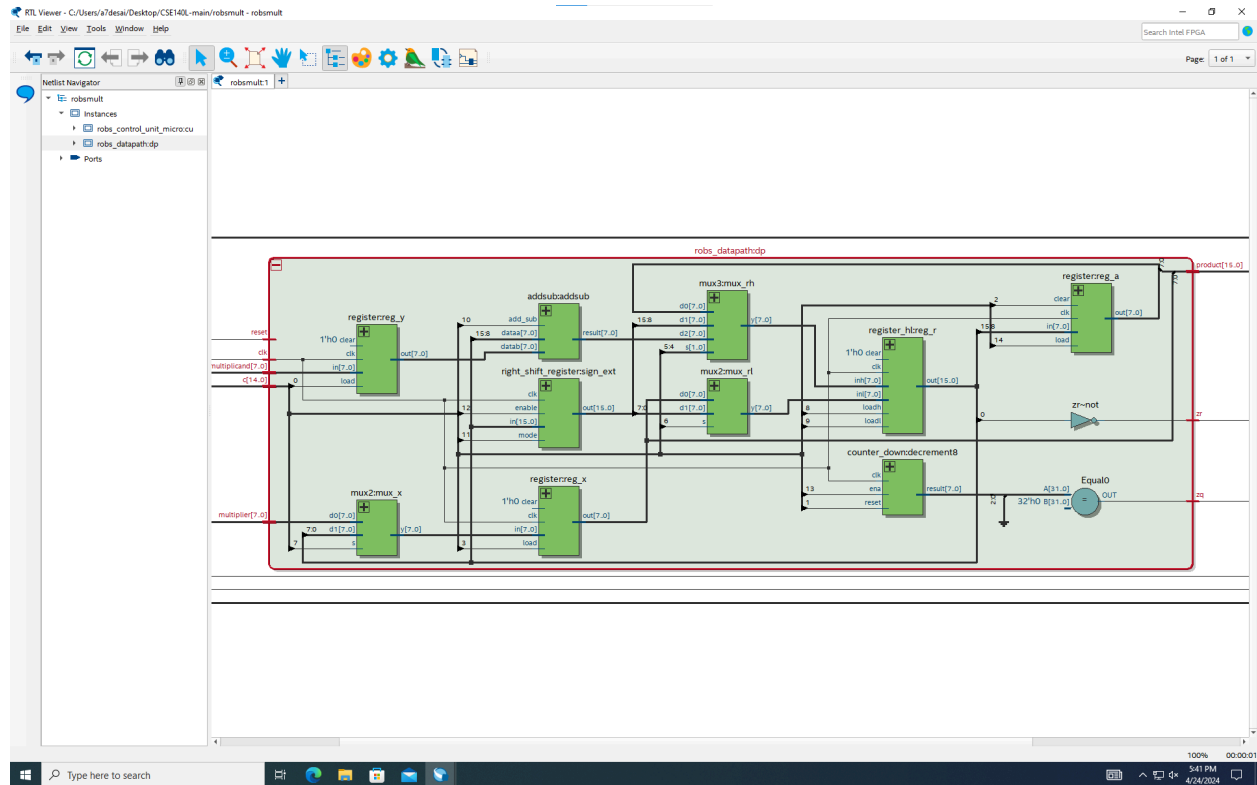 RTL Viewer - C:/Users/a7desai/Desktop/CSE140L-main/robsmult - robsmult
File Edit View Tools Window Help
Search Intel FPGA
Page: 1 of 1
Netlist Navigator
robsmult:1
robsmult
Instances
robs_control_unit_micro:cu
robs_datapath:dp
Ports
robs_datapath:dp
reset
clk
multiplicand[7..0]
c[14..0]
multiplier[7..0]
register:reg_y
1'h0 clear
clk
in[7..0]
0 load
out[7..0]
mux2:mux_x
d0[7..0]
7:0 d1[7..0]
7 s
y[7..0]
addsub:addsub
10 add_sub
15:8 dataa[7..0]
datab[7..0]
result[7..0]
right_shift_register:sign_ext
clk
12 enable
in[15..0]
11 mode
out[15..0]
register:reg_x
1'h0 clear
clk
in[7..0]
3 load
out[7..0]
mux3:mux_rh
d0[7..0]
15:8 d1[7..0]
d2[7..0]
5:4 s[1..0]
y[7..0]
mux2:mux_rl
d0[7..0]
7:0 d1[7..0]
6 s
y[7..0]
register_hl:reg_r
1'h0 clear
clk
inh[7..0]
inl[7..0]
8 loadh
9 loadl
out[15..0]
counter_down:decrement8
clk
13 ena
1 reset
result[7..0]
register:reg_a
2 clear
clk
15:8 in[7..0]
14 load
out[7..0]
7:0
7:0
product[15..0]
0
zr~not
zr
2:0
Equal0
A[31..0]
32'h0 B[31..0]
=
OUT
zq
100% 00:00:01
Type here to search
5:41 PM
4/24/2024